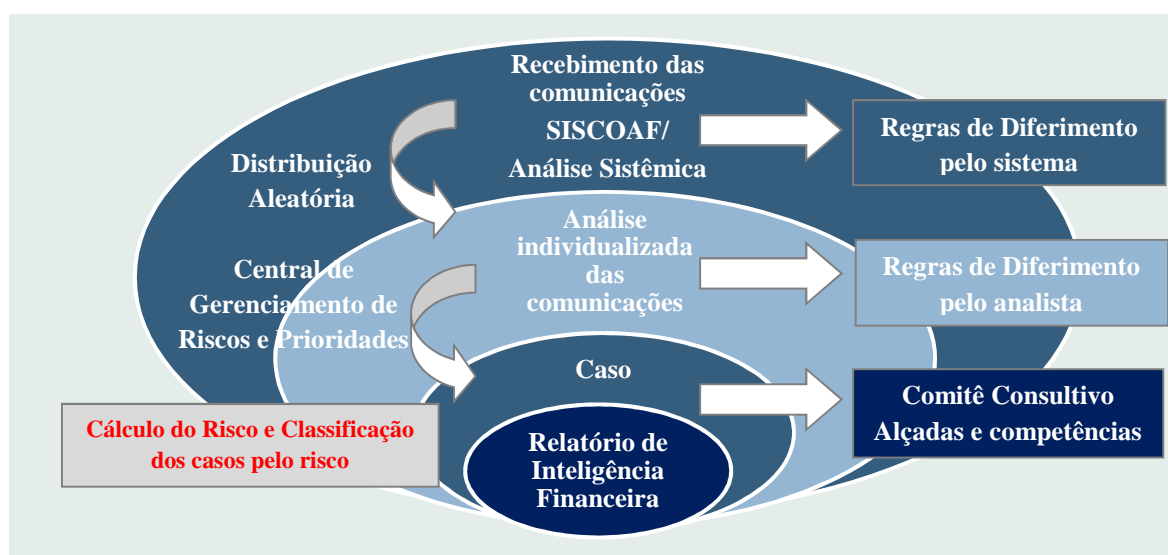 Recebimento das
comunicações
SISCOAF/
Análise Sistêmica
Regras de Diferimento
pelo sistema
Distribuição
Aleatória
Análise
individualizada
das
comunicações
Regras de Diferimento
pelo analista
Central de
Gerenciamento de
Riscos e Prioridades
Caso
Comitê Consultivo
Alçadas e competências
Cálculo do Risco e Classificação
dos casos pelo risco
Relatório de
Inteligência
Financeira